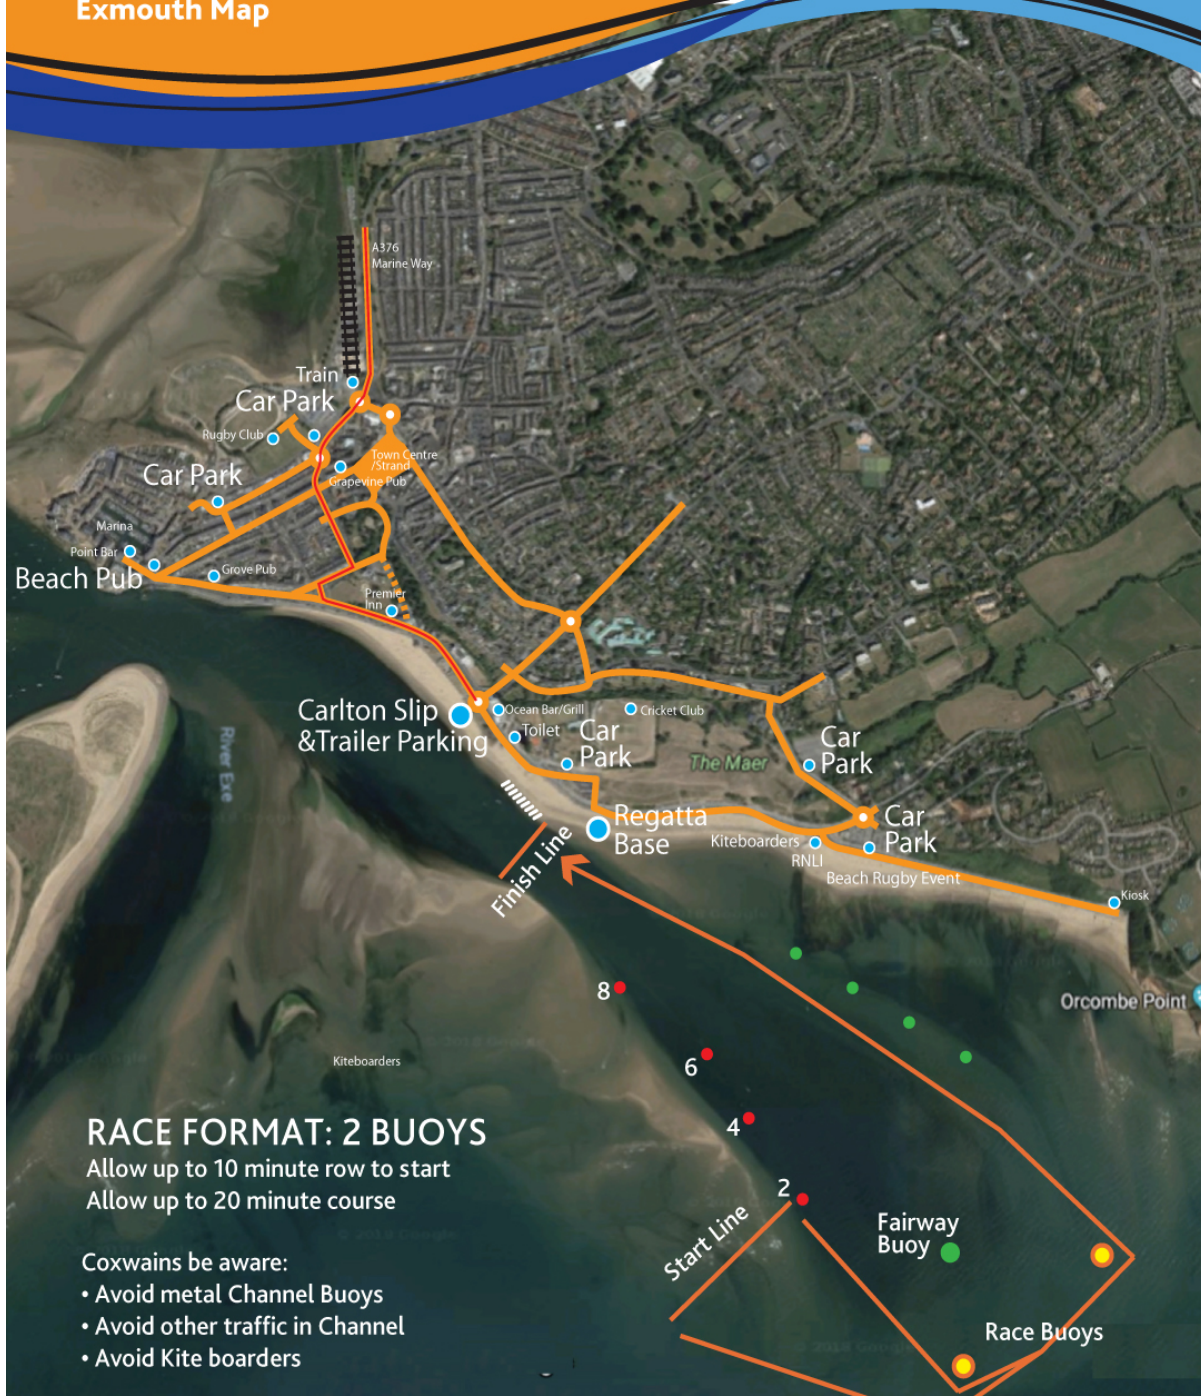 Exmouth Map
A376
Marine Way
Train
Car Park
Rugby Club
Town Centre
/Strand
Grapevine Pub
Car Park
Marina
Point Bar
Beach Pub
Grove Pub
Premier
Inn
Carlton Slip
&Trailer Parking
Ocean Bar/Grill
Toilet
Cricket Club
Car
Park
The Maer
Car
Park
River Exe
Regatta
Base
Kiteboarders
RNLI
Car
Park
Beach Rugby Event
Kiosk
Finish Line
Orcombe Point
8
6
4
2
Kiteboarders
RACE FORMAT: 2 BUOYS
Allow up to 10 minute row to start
Allow up to 20 minute course
Start Line
Fairway
Buoy
Race Buoys
Coxwains be aware:
• Avoid metal Channel Buoys
• Avoid other traffic in Channel
• Avoid Kite boarders